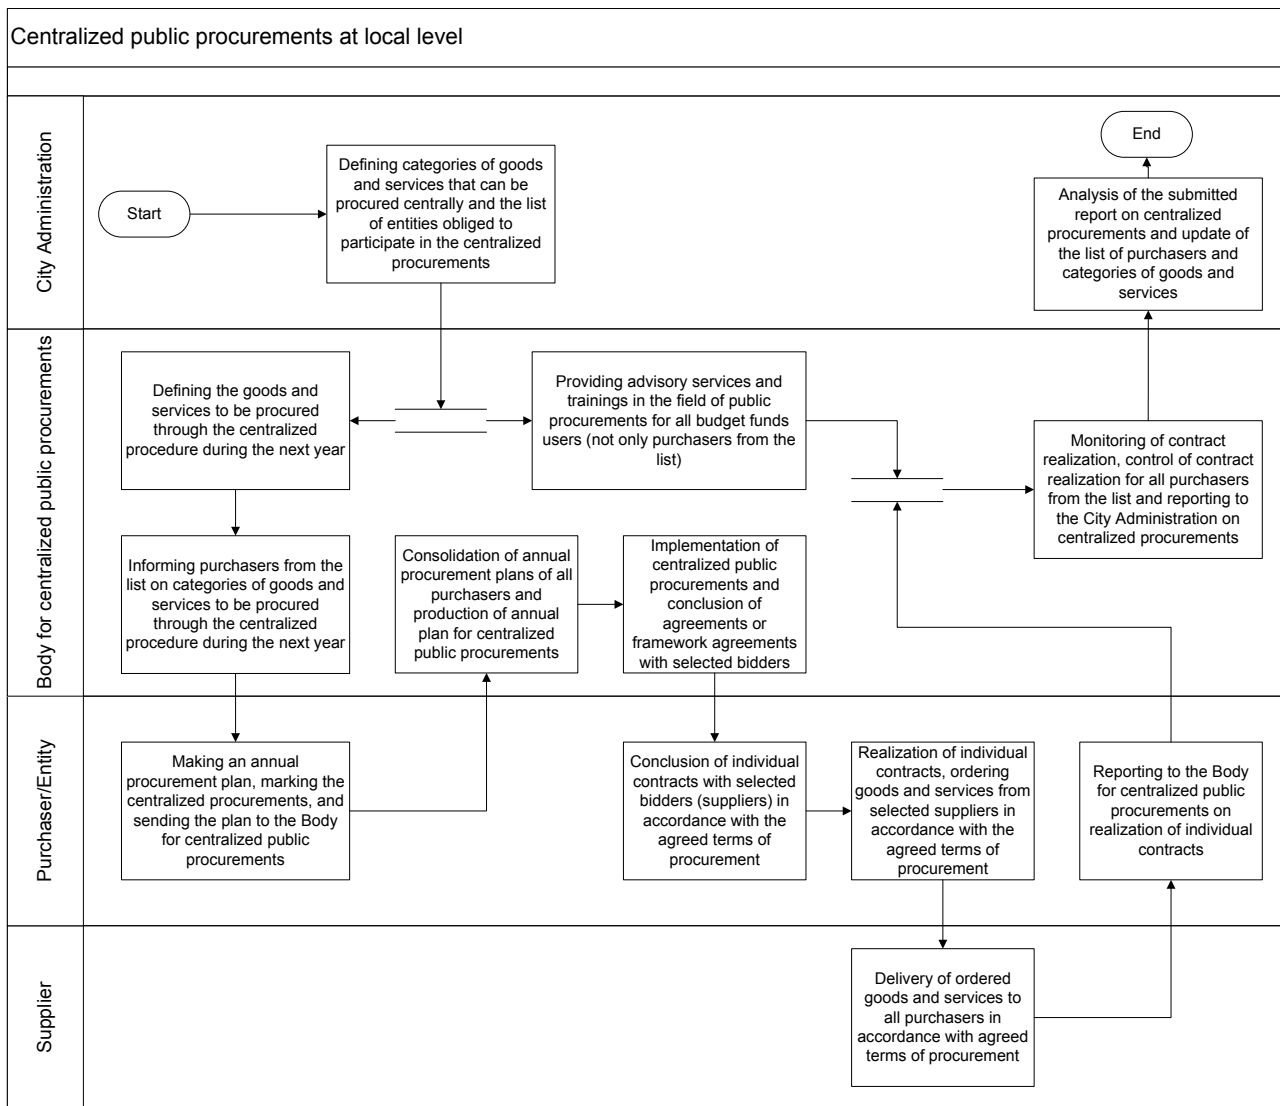 Centralized public procurements at local level
City Administration
Start
Defining categories of goods
and services that can be
procured centrally and the list
of entities obliged to
participate in the centralized
procurements
End
Analysis of the submitted
report on centralized
procurements and update of
the list of purchasers and
categories of goods and
services
Body for centralized public procurements
Defining the goods and
services to be procured
through the centralized
procedure during the next year
Providing advisory services and
trainings in the field of public
procurements for all budget funds
users (not only purchasers from the
list)
Monitoring of contract
realization, control of contract
realization for all purchasers
from the list and reporting to
the City Administration on
centralized procurements
Informing purchasers from the
list on categories of goods and
services to be procured
through the centralized
procedure during the next year
Consolidation of annual
procurement plans of all
purchasers and
production of annual
plan for centralized
public procurements
Implementation of
centralized public
procurements and
conclusion of
agreements or
framework agreements
with selected bidders
Purchaser/Entity
Making an annual
procurement plan, marking the
centralized procurements, and
sending the plan to the Body
for centralized public
procurements
Conclusion of individual
contracts with selected
bidders (suppliers) in
accordance with the
agreed terms of
procurement
Realization of individual
contracts, ordering
goods and services from
selected suppliers in
accordance with the
agreed terms of
procurement
Reporting to the Body
for centralized public
procurements on
realization of individual
contracts
Supplier
Delivery of ordered
goods and services to
all purchasers in
accordance with agreed
terms of procurement